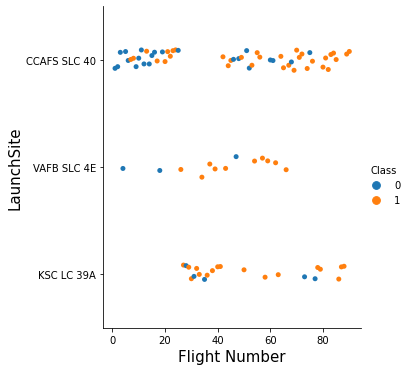 CCAFS SLC 40
VAFB SLC 4E
KSC LC 39A
LaunchSite
0 20 40 60 80
Flight Number
Class
0
1